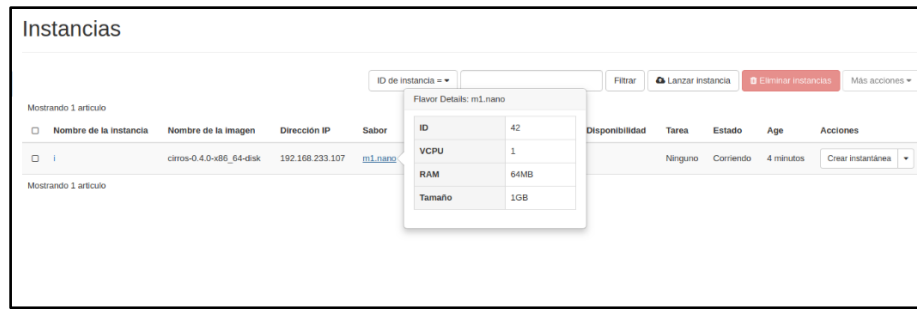 Instancias
ID de instancia =
Filtrar
Lanzar instancia
Eliminar instancias
Más acciones
Mostrando 1 articulo
Nombre de la instancia Nombre de la imagen Dirección IP Sabor Disponibilidad Tarea Estado Age Acciones
i cirros-0.4.0-x86_64-disk 192.168.233.107 m1.nano Ninguno Corriendo 4 minutos Crear instantánea
Flavor Details: m1.nano
ID 42
VCPU 1
RAM 64MB
Tamaño 1GB
Mostrando 1 articulo